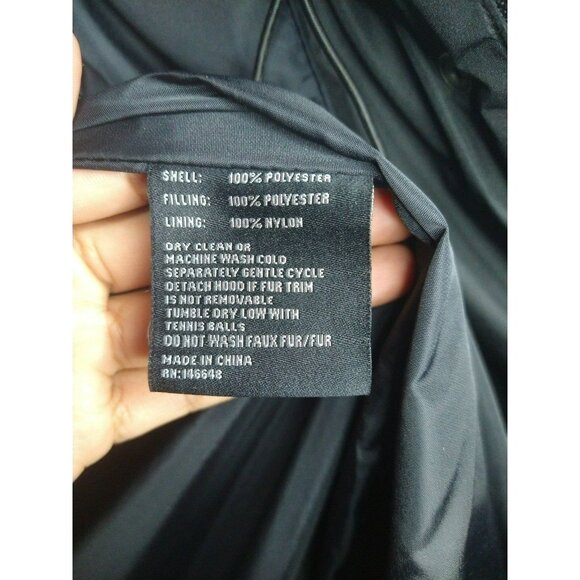 SHELL: 100% POLYESTER
FILLING: 100% POLYESTER
LINING: 100% NYLON
DRY CLEAN OR
MACHINE WASH COLD
SEPARATELY GENTLE CYCLE
DETACH HOOD IF FUR TRIM
IS NOT REMOVABLE
TUMBLE DRY LOW WITH
TENNIS BALLS
DO NOT WASH FAUX FUR/FUR
MADE IN CHINA
RN:146648